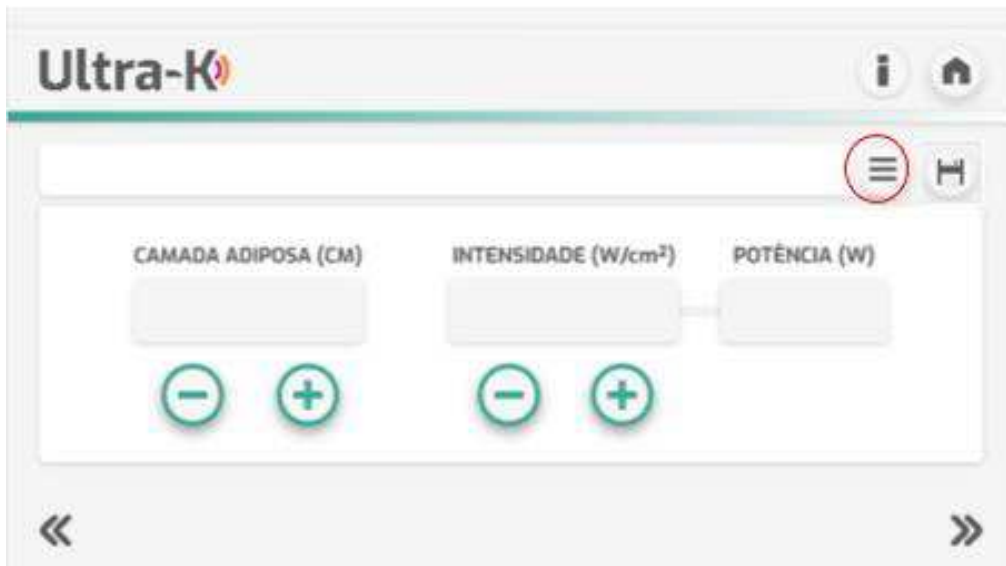 Ultra-K
CAMADA ADIPOSA (CM)
INTENSIDADE (W/cm²)
POTÊNCIA (W)